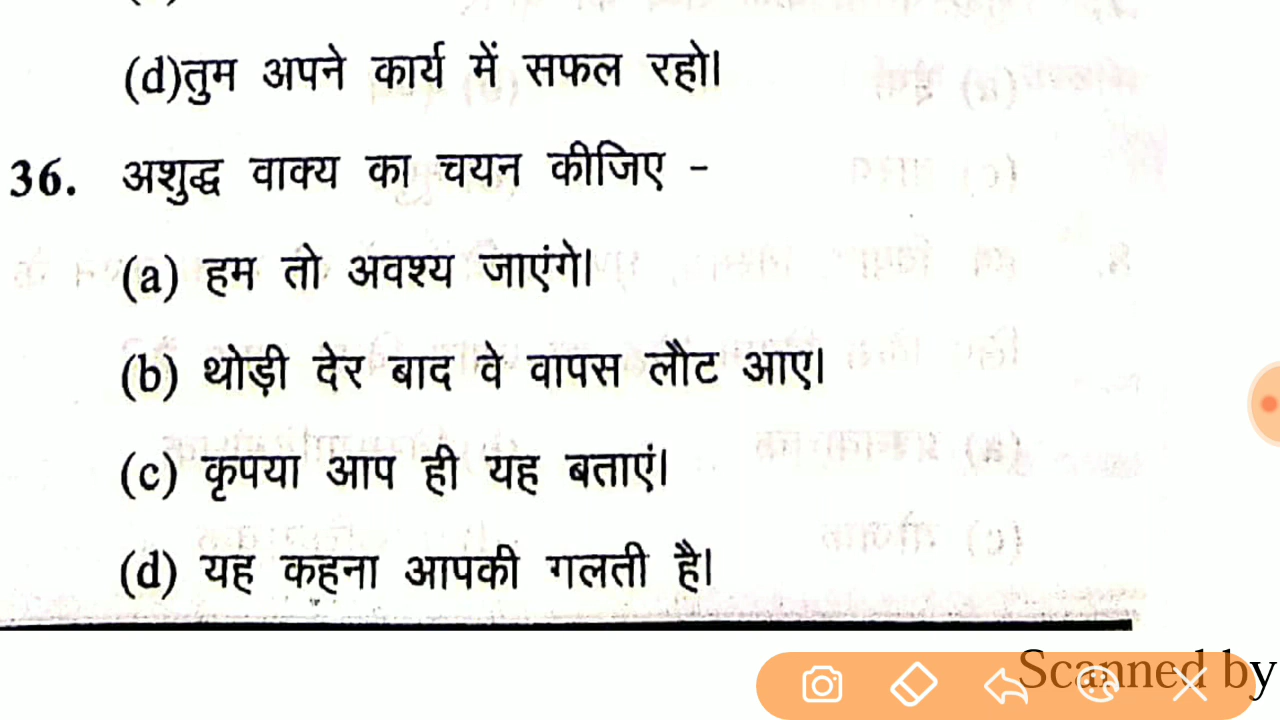 (d)तुम अपने कार्य में सफल रहो।
36. अशुद्ध वाक्य का चयन कीजिए -
(a) हम तो अवश्य जाएंगे।
(b) थोड़ी देर बाद वे वापस लौट आए।
(c) कृपया आप ही यह बताएं।
(d) यह कहना आपकी गलती है।
Scanned by